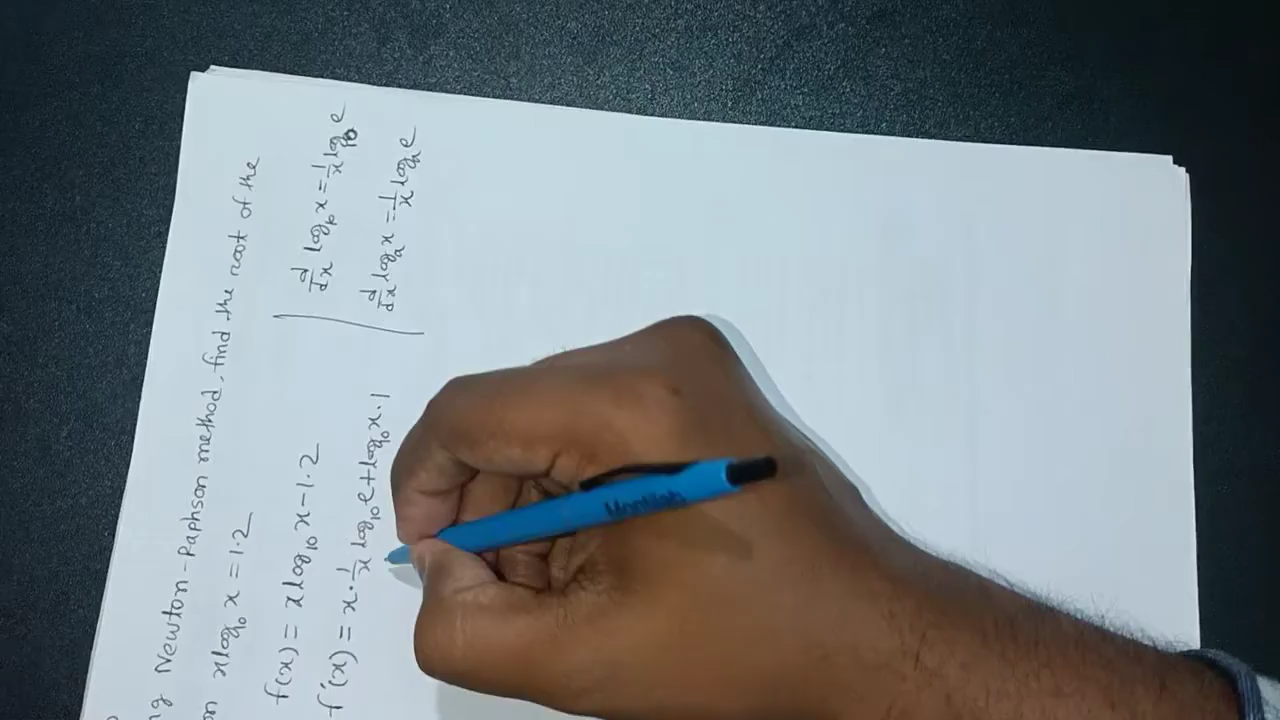 Newton-Raphson method, find the root of the
x log₁₀ x = 1.2
f(x) = x log₁₀ x - 1.2
f'(x) = x · 1/x log₁₀ e + log₁₀ x · 1
d/dx log₁₀ x = 1/x log₁₀ e
d/dx logₐ x = 1/x logₐ e
Montilab